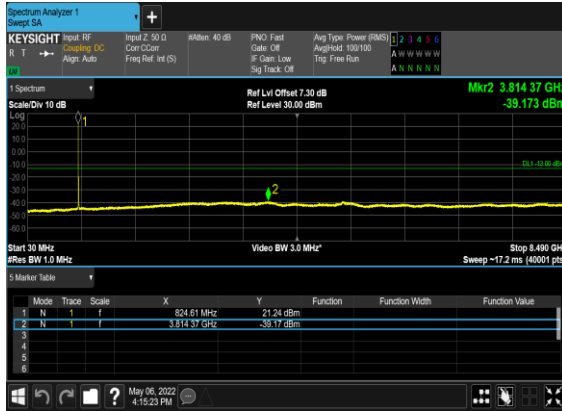 Spectrum Analyzer 1
Swept SA
+
KEYSIGHT
R T
LU
Input: RF
Coupling: DC
Align: Auto
Input Z: 50 Ω
Corr CCorr
Freq Ref: Int (S)
#Atten: 40 dB
PNO: Fast
Gate: Off
IF Gain: Low
Sig Track: Off
Avg Type: Power (RMS)
Avg|Hold: 100/100
Trig: Free Run
1 2 3 4 5 6
A W W W W W
A N N N N N
1 Spectrum
Scale/Div 10 dB
Log
Ref Lvl Offset 7.30 dB
Ref Level 30.00 dBm
Mkr2 3.814 37 GHz
-39.173 dBm
20.0
10.0
0.00
-10.0
-20.0
-30.0
-40.0
-50.0
-60.0
1
2
DL1 -13.00 dB
Start 30 MHz
#Res BW 1.0 MHz
Video BW 3.0 MHz*
Stop 8.490 GH
Sweep ~17.2 ms (40001 pts
5 Marker Table
Mode Trace Scale X Y Function Function Width Function Value
1 N 1 f 824.61 MHz 21.24 dBm
2 N 1 f 3.814 37 GHz -39.17 dBm
3
4
5
6
?
May 06, 2022
4:15:23 PM